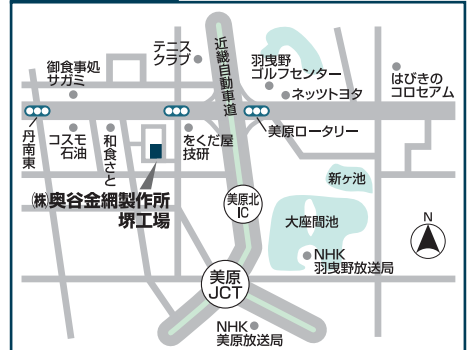 テニス
クラブ
近畿自動車道
羽曳野
ゴルフセンター
御食事処
サガミ
ネッツトヨタ
はびきの
コロセアム
丹南東
コスモ
石油
和食さと
をくだ屋
技研
美原ロータリー
㈱奥谷金網製作所
堺工場
美原北
IC
新ヶ池
大座間池
N
NHK
羽曳野放送局
美原
JCT
NHK
美原放送局